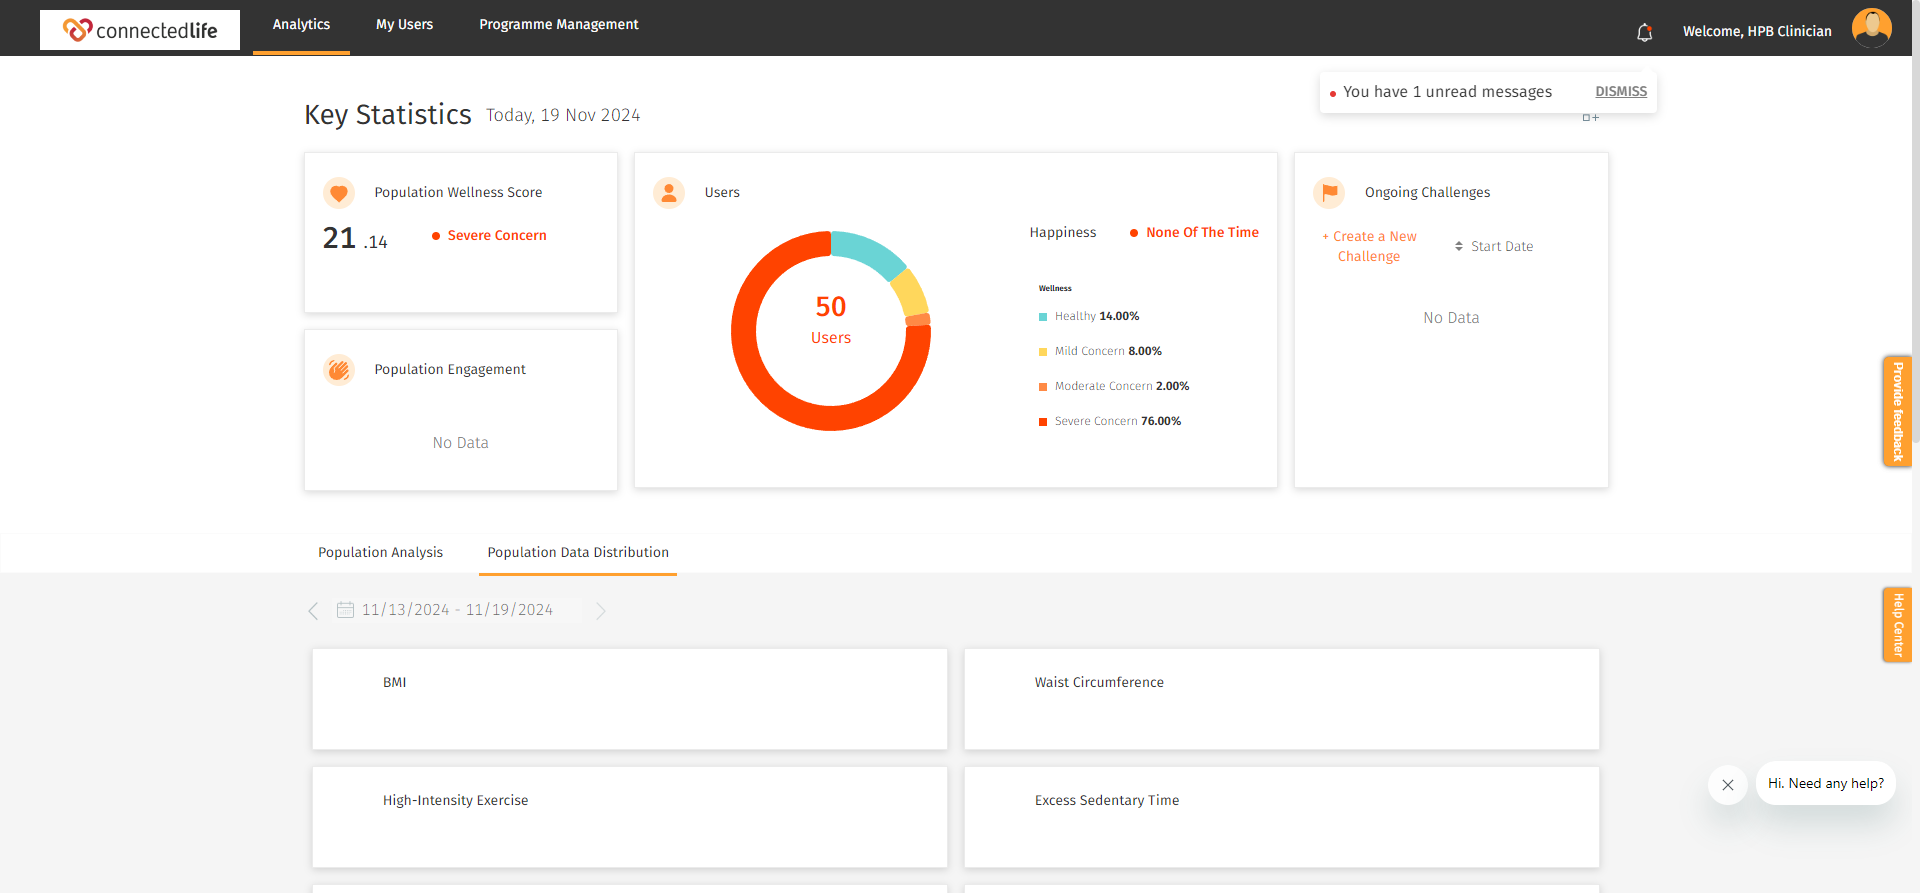 connectedlife
Analytics
My Users
Programme Management
Welcome, HPB Clinician
You have 1 unread messages
DISMISS
Key Statistics
Today, 19 Nov 2024
Population Wellness Score
21 .14
Severe Concern
Population Engagement
No Data
Users
50
Users
Happiness
None Of The Time
Wellness
Healthy 14.00%
Mild Concern 8.00%
Moderate Concern 2.00%
Severe Concern 76.00%
Ongoing Challenges
+ Create a New
Challenge
Start Date
No Data
Provide feedback
Population Analysis
Population Data Distribution
11/13/2024 - 11/19/2024
Help Center
BMI
Waist Circumference
High-Intensity Exercise
Excess Sedentary Time
Hi. Need any help?